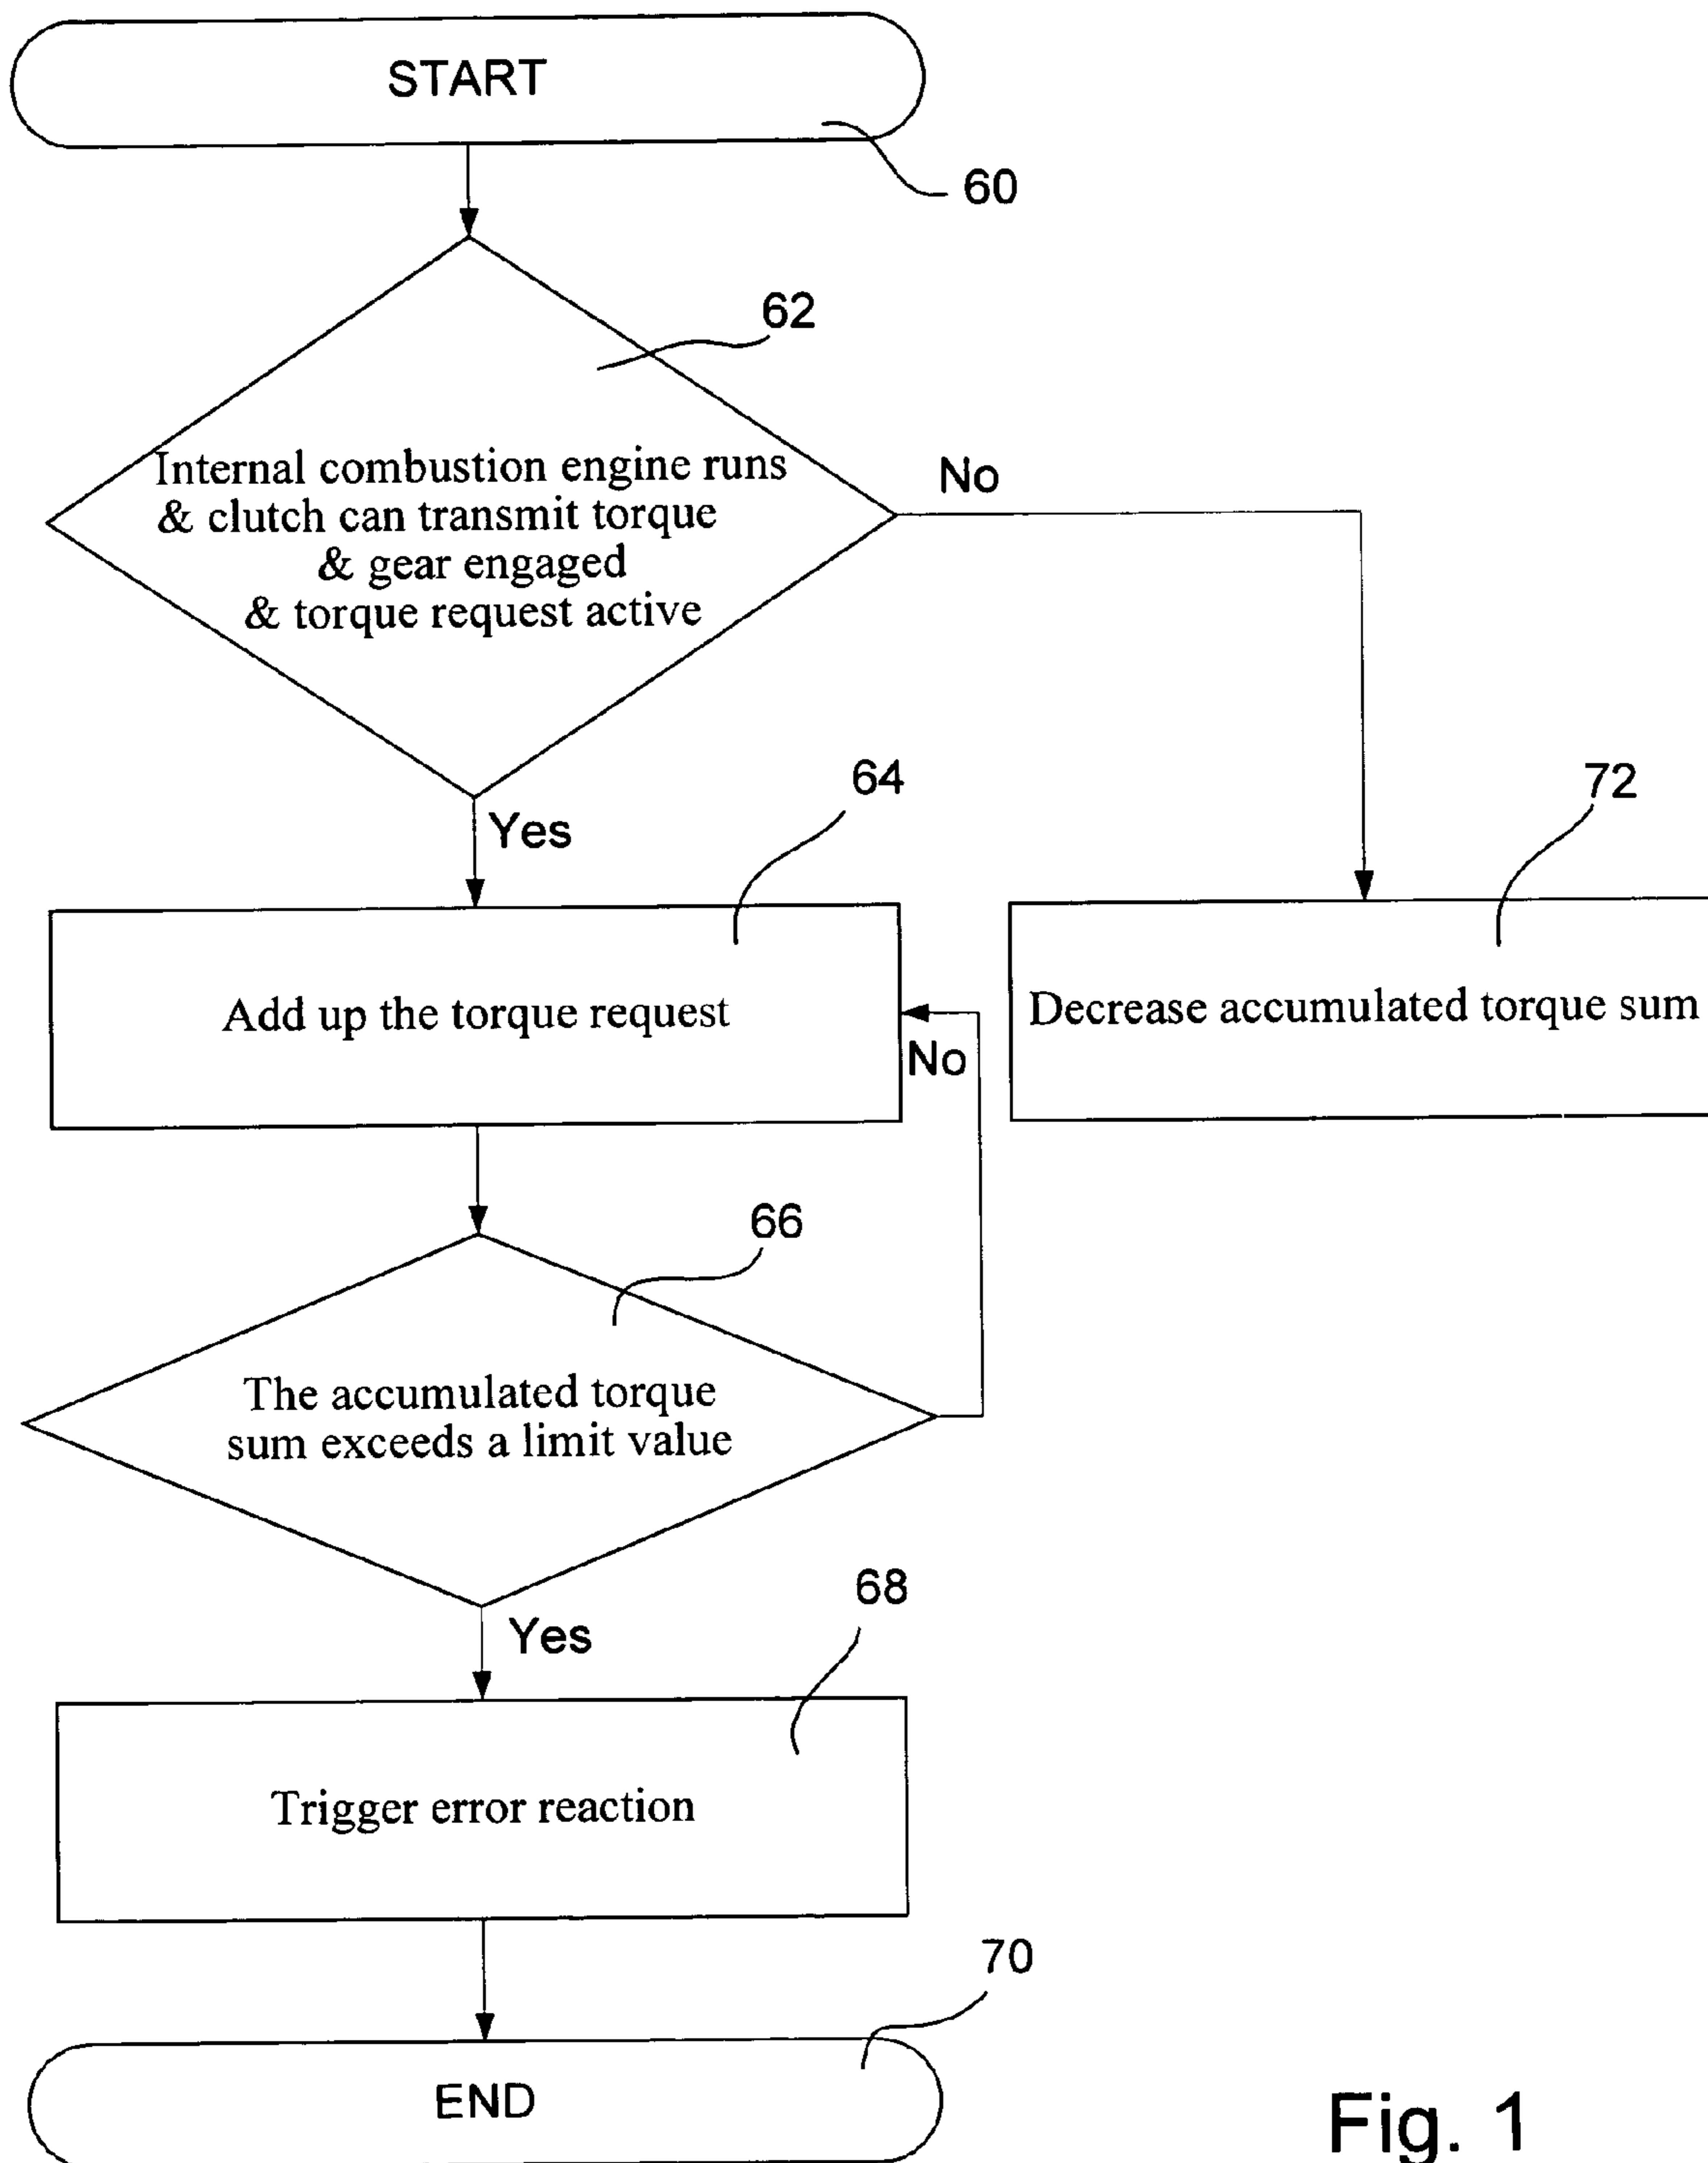 START
60
62
Internal combustion engine runs
& clutch can transmit torque
& gear engaged
& torque request active
No
Yes
64
72
Add up the torque request
Decrease accumulated torque sum
No
66
The accumulated torque
sum exceeds a limit value
Yes
68
Trigger error reaction
70
END
Fig. 1